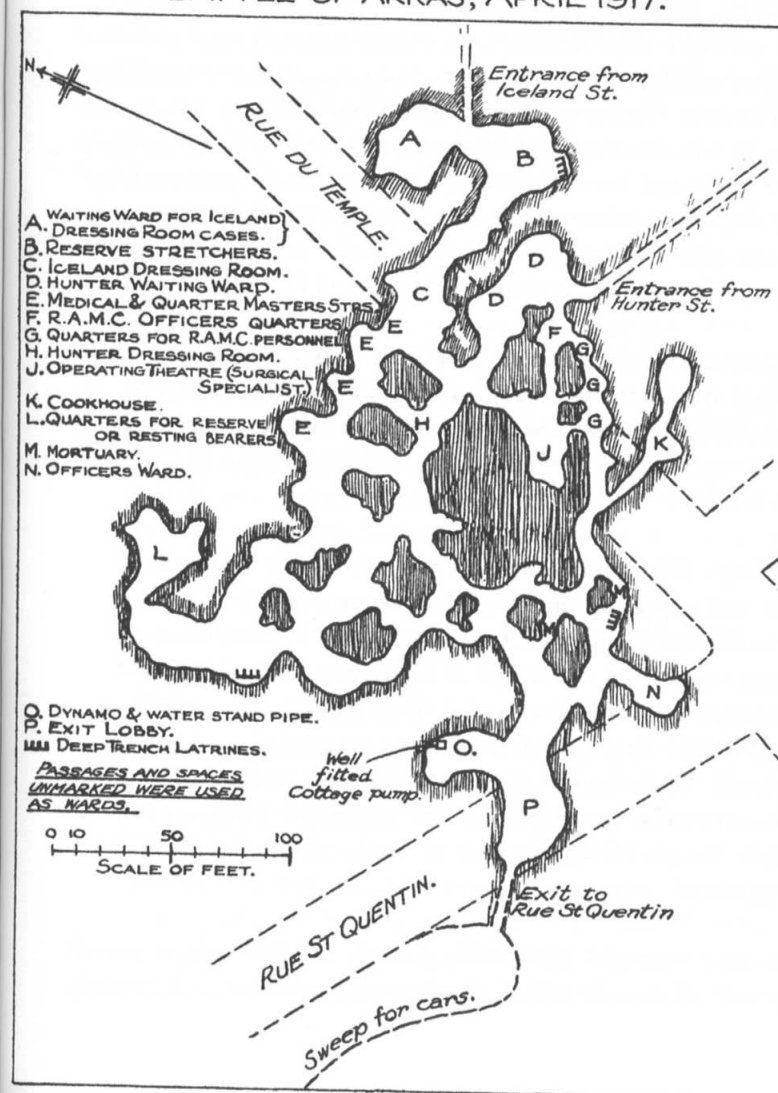 BATTLE OF ARRAS, APRIL 1917.
N
Entrance from
Iceland St.
RUE DU TEMPLE.
A
B
A. WAITING WARD FOR ICELAND
DRESSING ROOM CASES.
B. RESERVE STRETCHERS.
C. ICELAND DRESSING ROOM.
D. HUNTER WAITING WARD.
E. MEDICAL & QUARTER MASTERS STRS
F. R.A.M.C. OFFICERS QUARTERS
G. QUARTERS FOR R.A.M.C. PERSONNEL
H. HUNTER DRESSING ROOM.
J. OPERATING THEATRE (SURGICAL
SPECIALIST)
K. COOKHOUSE.
L. QUARTERS FOR RESERVE
OR RESTING BEARERS
M. MORTUARY.
N. OFFICERS WARD.
D
C
D
Entrance from
Hunter St.
E
F
E
G
E
G
E
H
G
J
K
L
M
M
N
O. DYNAMO & WATER STAND PIPE.
P. EXIT LOBBY.
DEEP TRENCH LATRINES.
PASSAGES AND SPACES
UNMARKED WERE USED
AS WARDS.
O.
Well
fitted
Cottage pump.
P
0 10 50 100
SCALE OF FEET.
Exit to
Rue St Quentin
RUE ST QUENTIN.
Sweep for cars.